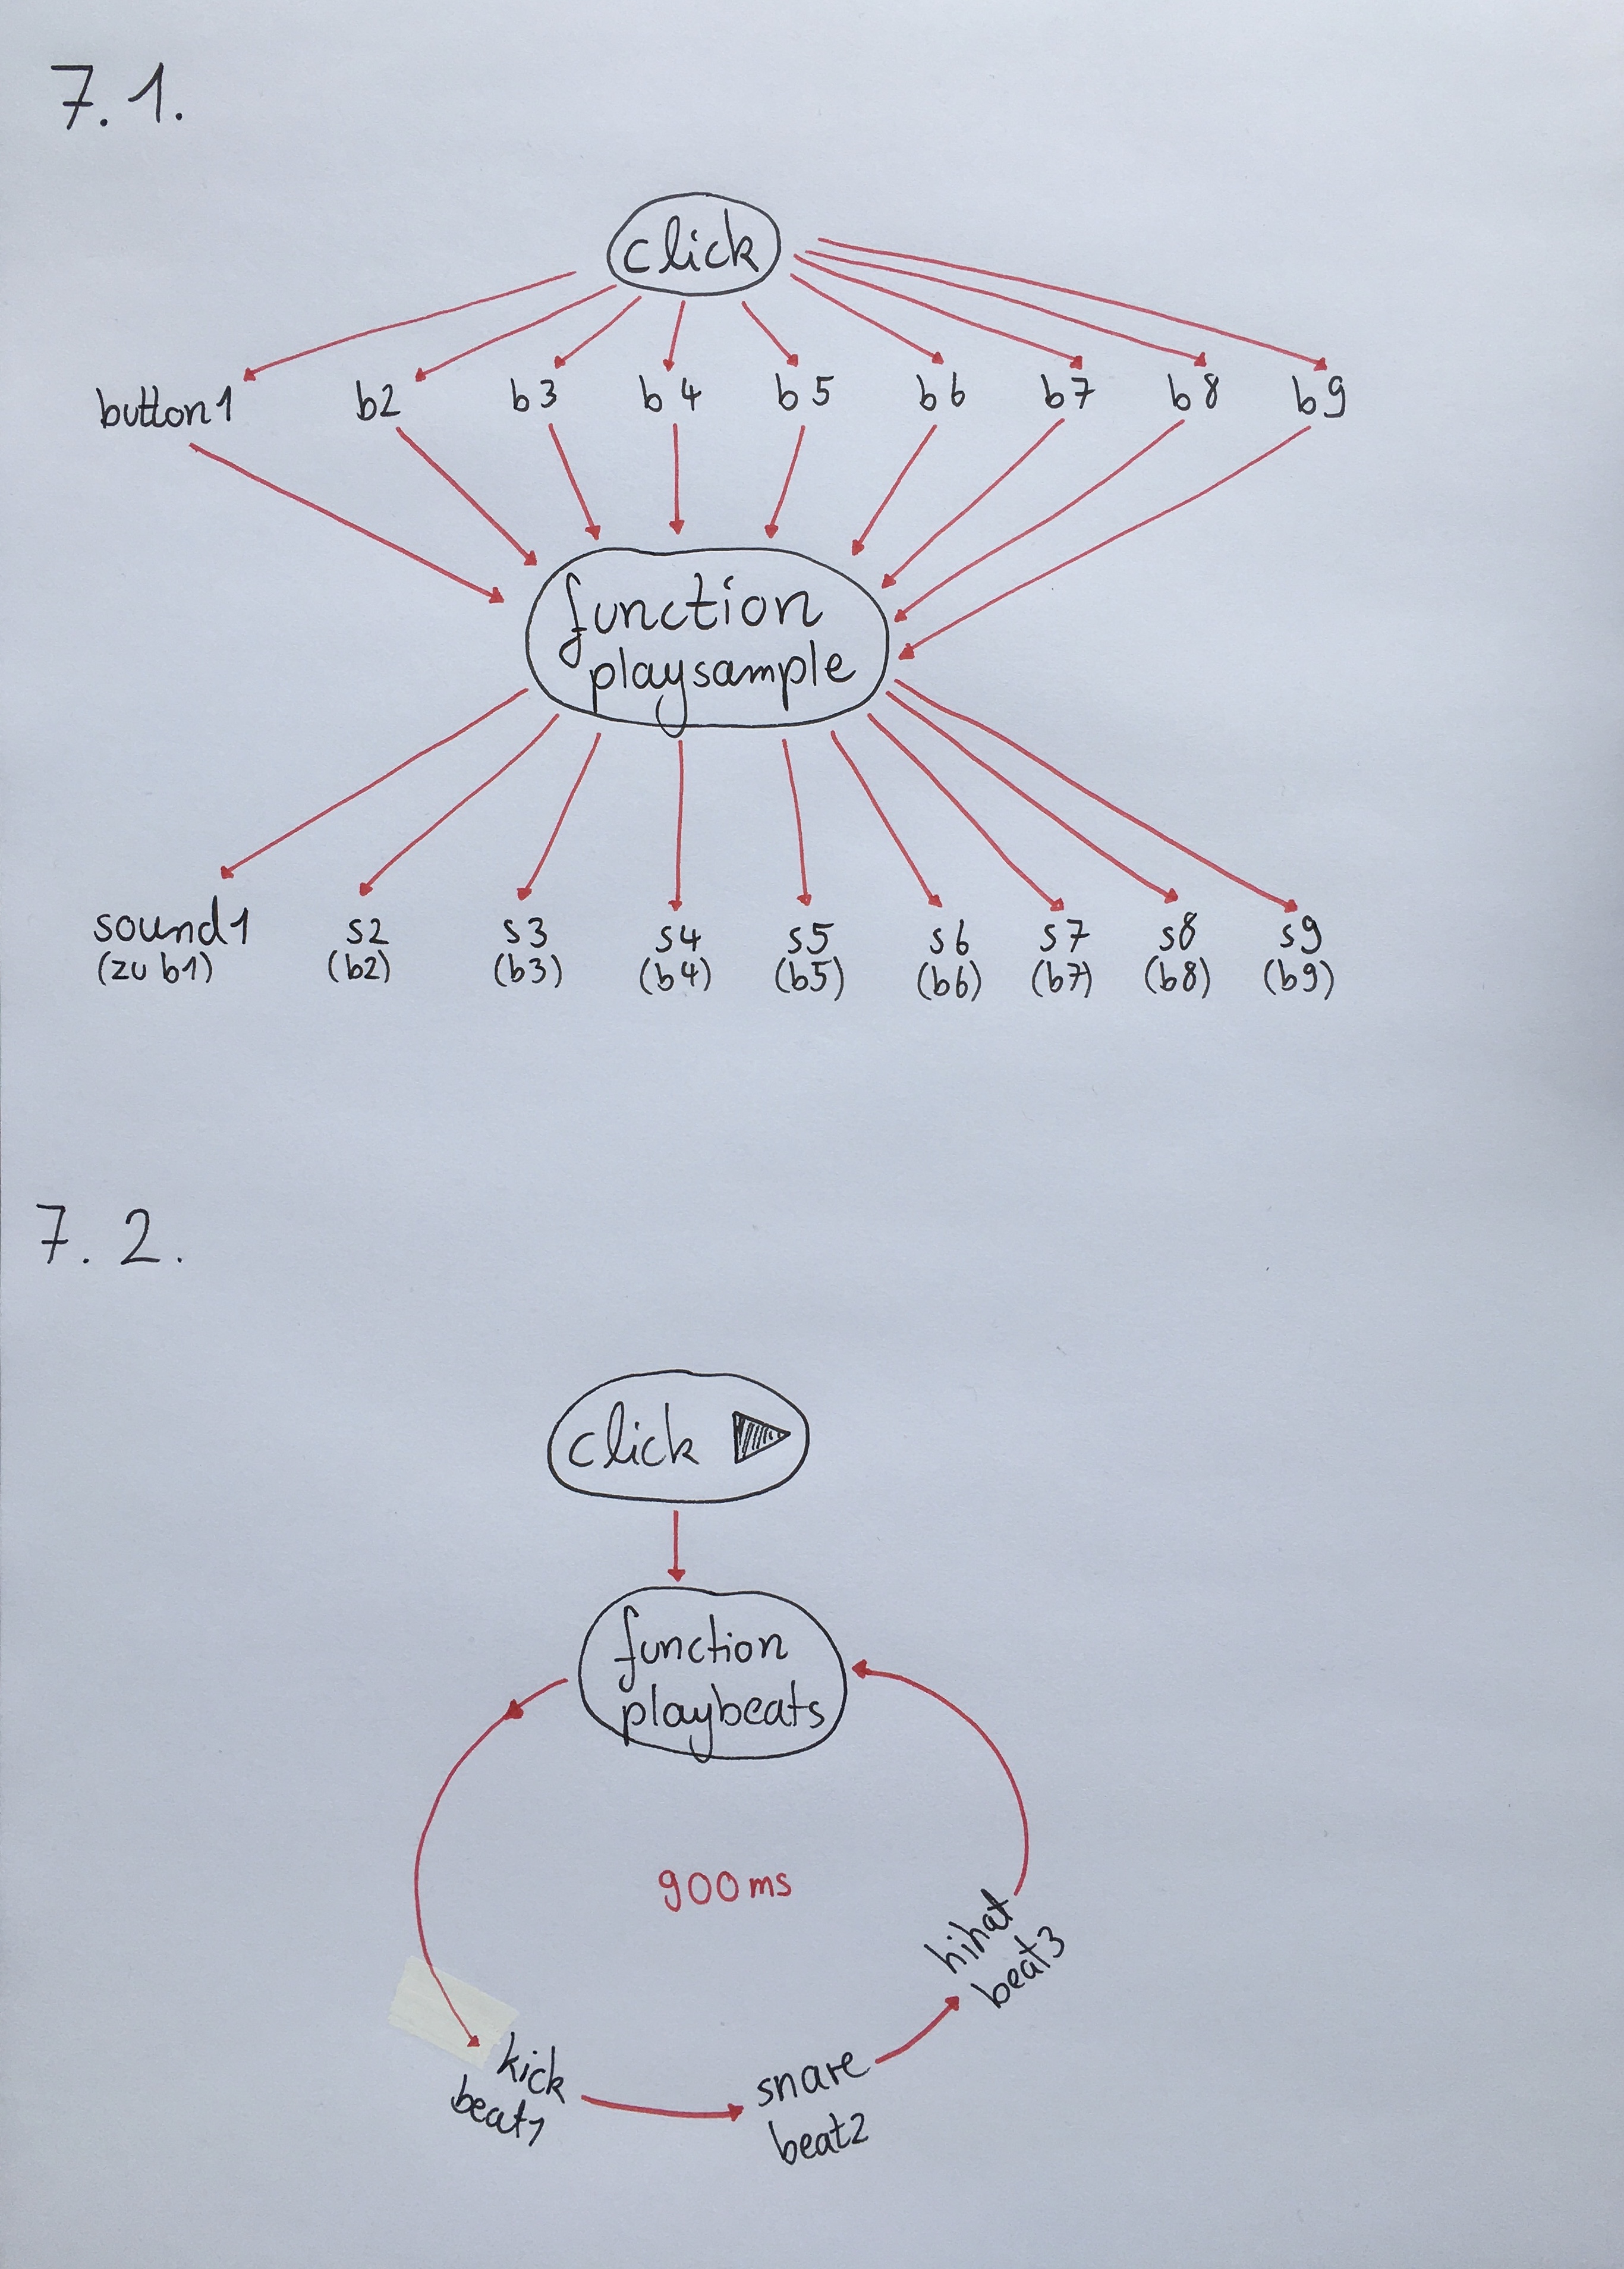 7.1.
click
button1 b2 b3 b4 b5 b6 b7 b8 b9
function
playsample
sound1 s2 s3 s4 s5 s6 s7 s8 s9
(zu b1) (b2) (b3) (b4) (b5) (b6) (b7) (b8) (b9)
7.2.
click
function
playbeats
900ms
hihat
beat3
kick
beat1
snare
beat2